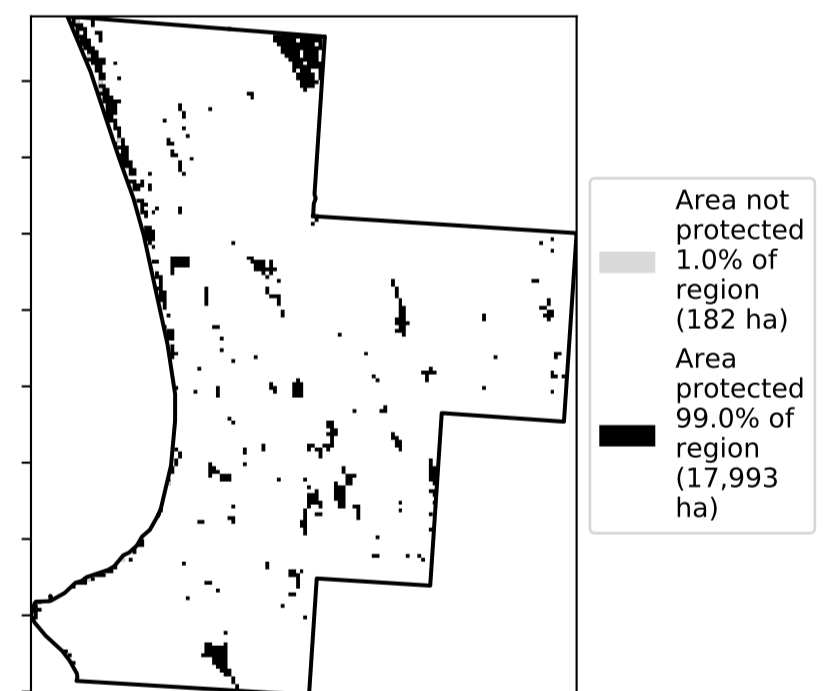 Area not
protected
1.0% of
region
(182 ha)
Area
protected
99.0% of
region
(17,993
ha)